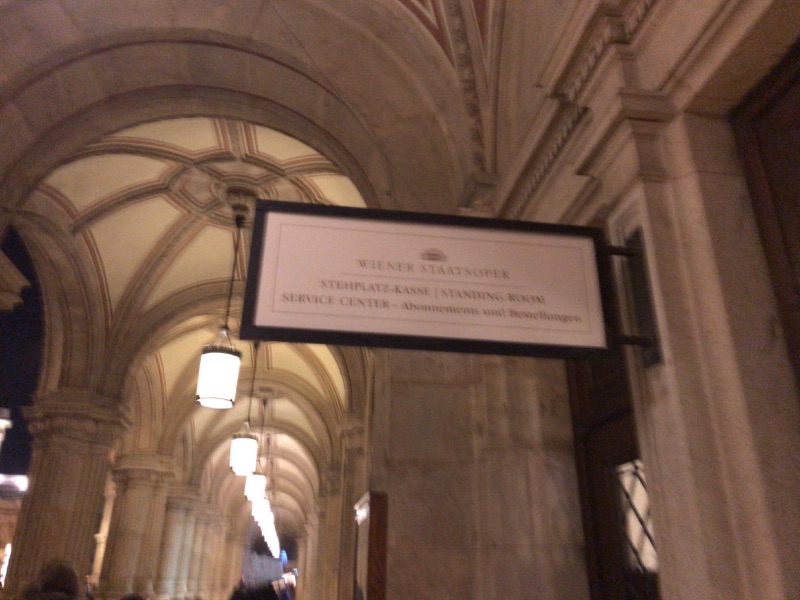 WIENER STAATSOPER
STEHPLATZ-KASSE | STANDING ROOM
SERVICE CENTER - Abonnements und Bestellungen